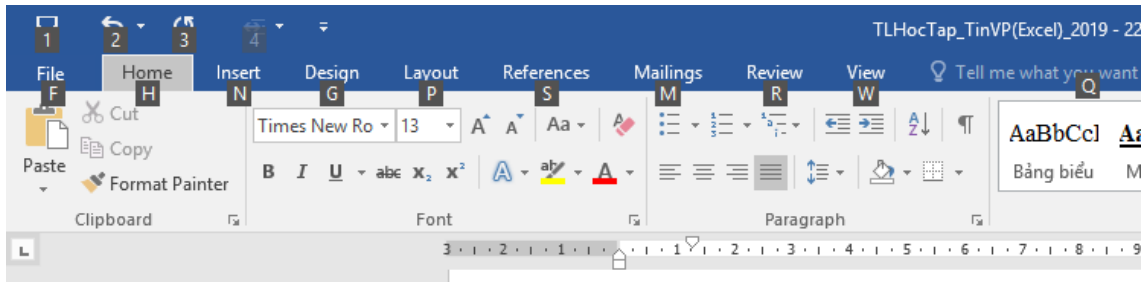 TLHocTap_TinVP(Excel)_2019 - 22
1 2 3 4
File Home Insert Design Layout References Mailings Review View Tell me what you want
F H N G P S M R W Q
Cut
Copy
Format Painter
Paste
Times New Ro 13 A A Aa
B I U abc X₂ X² A ab A
A Z ¶
AaBbCcI Aa
Bảng biểu M
Clipboard Font Paragraph
L 3 2 1 1 2 3 4 5 6 7 8 9